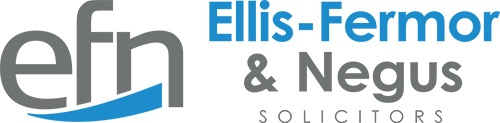 efn
Ellis-Fermor
& Negus
SOLICITORS